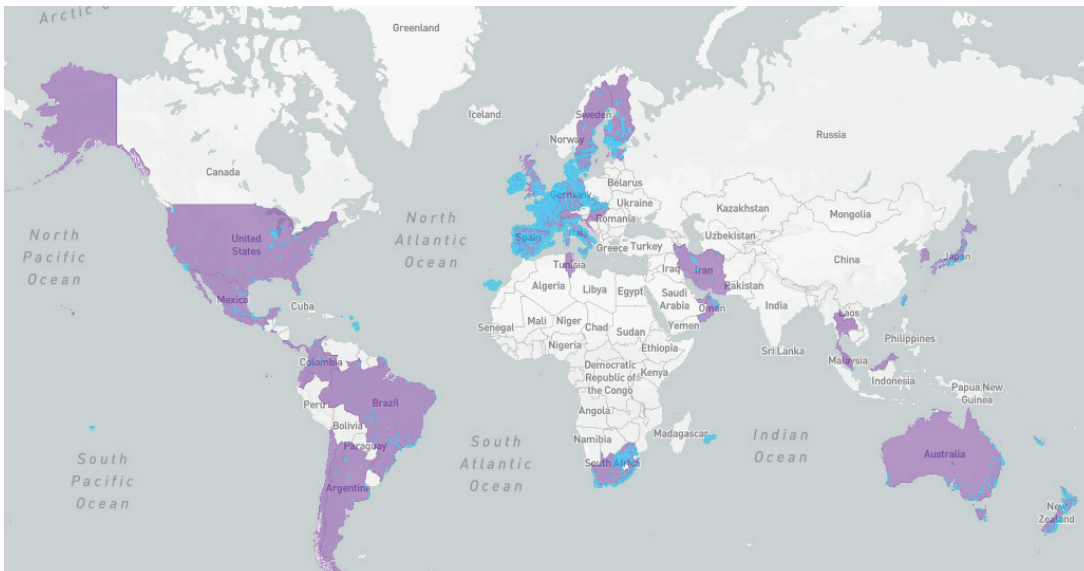 Arctic
Greenland
Iceland
Sweden
Norway
Russia
Canada
Belarus
Germany
Ukraine
Kazakhstan
Mongolia
Romania
North
Pacific
Ocean
United
States
North
Atlantic
Ocean
Spain
Italy
Greece
Turkey
Uzbekistan
China
Japan
Tunisia
Iraq
Iran
Pakistan
Algeria
Libya
Egypt
Saudi
Arabia
Oman
India
Laos
Mexico
Cuba
Senegal
Mali
Niger
Chad
Sudan
Yemen
Nigeria
Ethiopia
Philippines
Sri Lanka
Malaysia
Colombia
Democratic
Republic of
the Congo
Kenya
Indonesia
Papua New
Guinea
Peru
Brazil
Bolivia
Angola
Namibia
Madagascar
Paraguay
South
Pacific
Ocean
South
Atlantic
Ocean
Indian
Ocean
South Africa
Australia
Argentina
New
Zealand